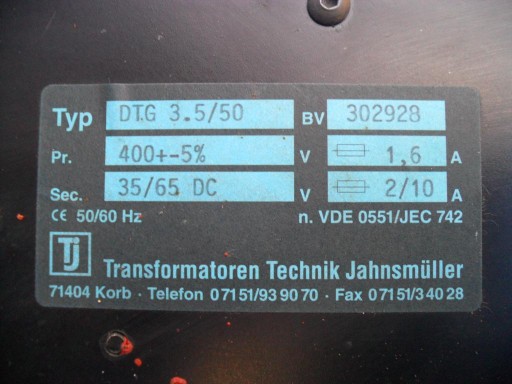 Typ DTG 3.5/50 BV 302928
Pr. 400+-5% V 1,6 A
Sec. 35/65 DC V 2/10 A
CE 50/60 Hz n. VDE 0551/JEC 742
TJ Transformatoren Technik Jahnsmüller
71404 Korb · Telefon 07151/939070 · Fax 07151/34028